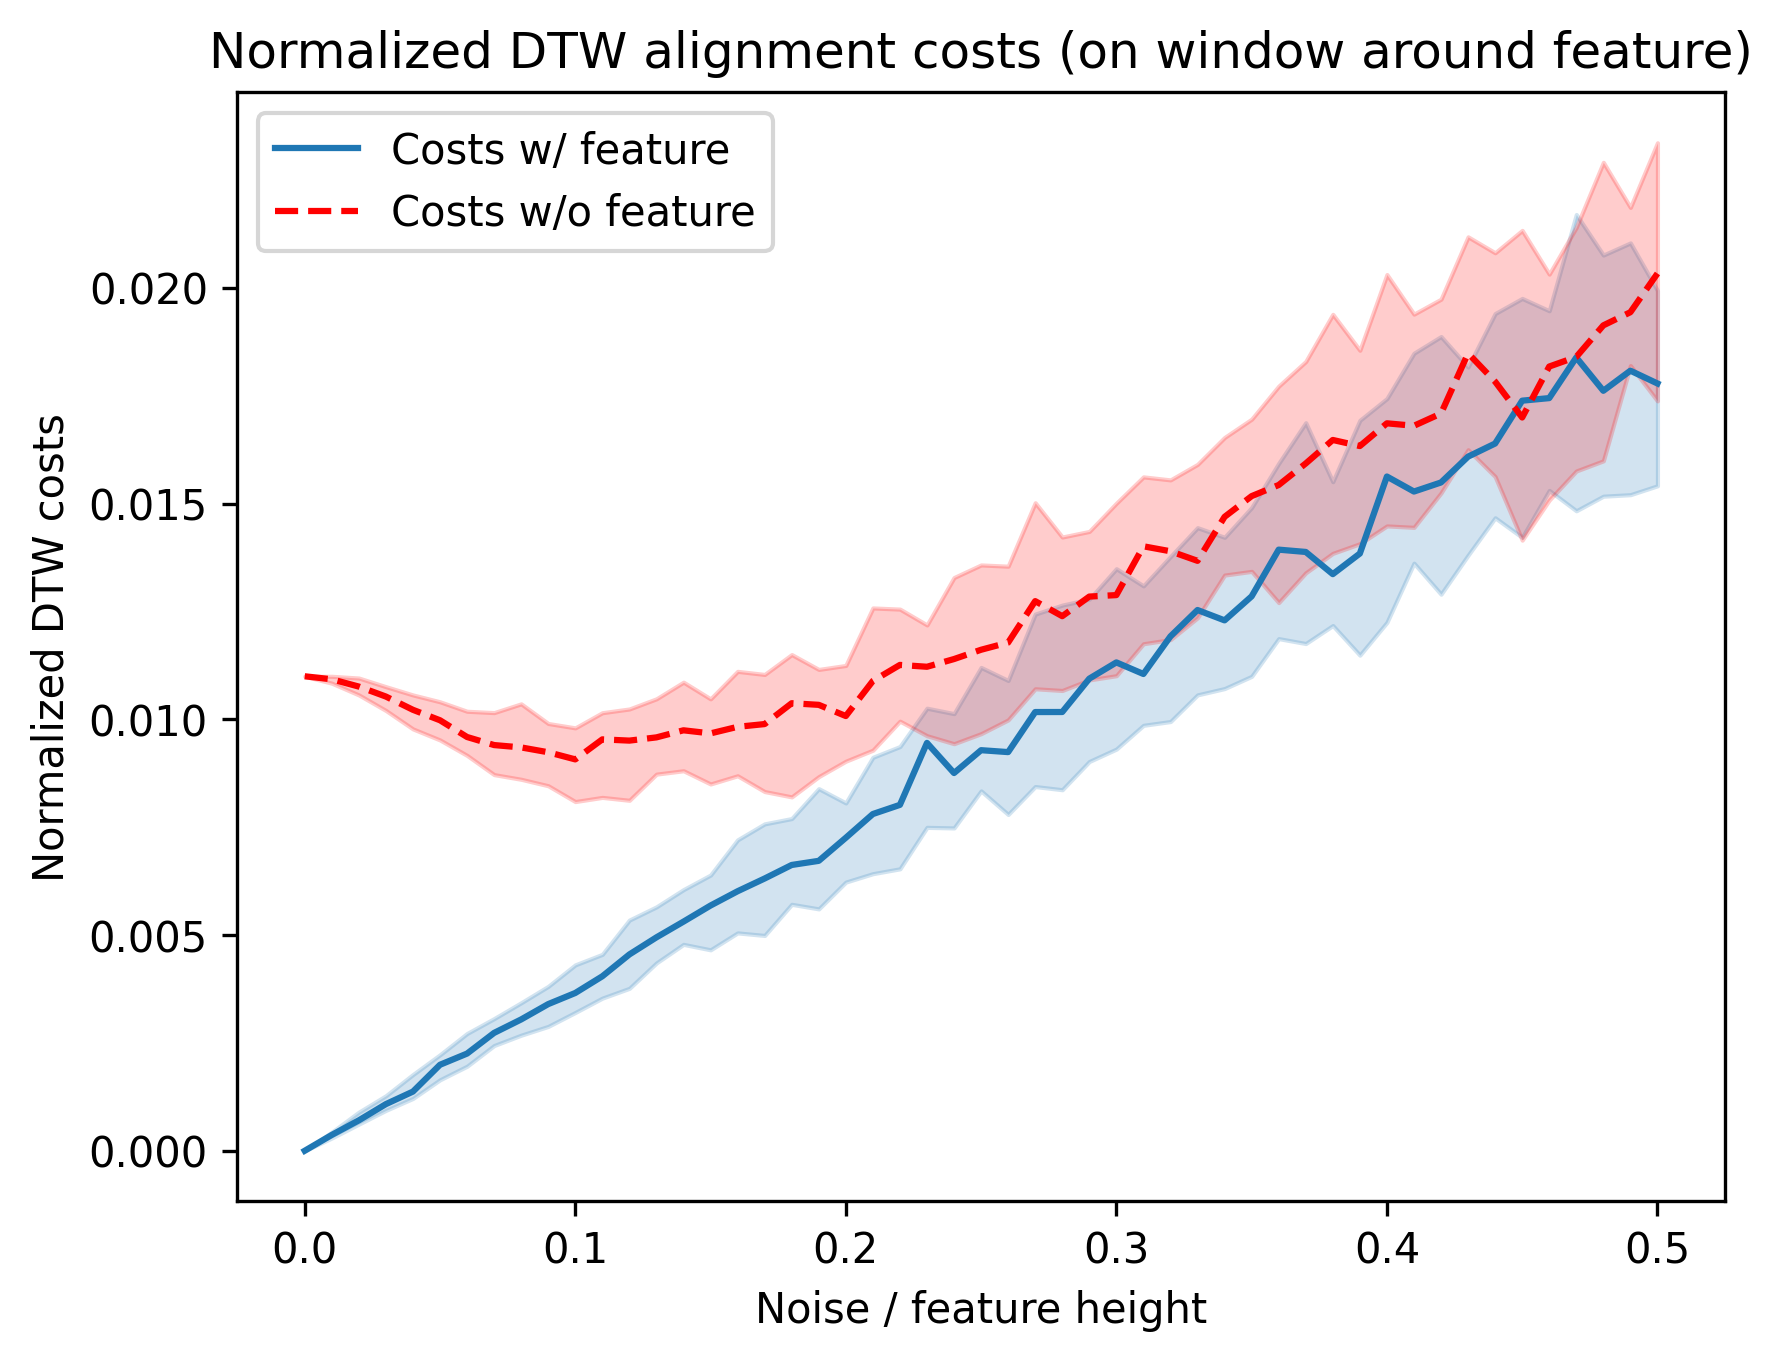 Normalized DTW alignment costs (on window around feature)
Costs w/ feature
Costs w/o feature
Normalized DTW costs
0.020
0.015
0.010
0.005
0.000
0.0 0.1 0.2 0.3 0.4 0.5
Noise / feature height